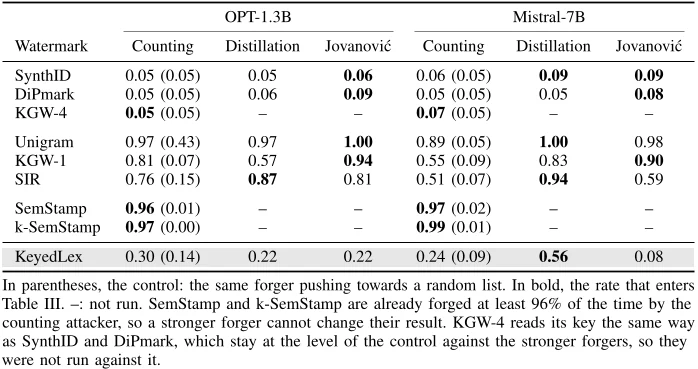 OPT-1.3B Mistral-7B
Watermark Counting Distillation Jovanović Counting Distillation Jovanović
SynthID 0.05 (0.05) 0.05 0.06 0.06 (0.05) 0.09 0.09
DiPmark 0.05 (0.05) 0.06 0.09 0.05 (0.05) 0.05 0.08
KGW-4 0.05 (0.05) – – 0.07 (0.05) – –
Unigram 0.97 (0.43) 0.97 1.00 0.89 (0.05) 1.00 0.98
KGW-1 0.81 (0.07) 0.57 0.94 0.55 (0.09) 0.83 0.90
SIR 0.76 (0.15) 0.87 0.81 0.51 (0.07) 0.94 0.59
SemStamp 0.96 (0.01) – – 0.97 (0.02) – –
k-SemStamp 0.97 (0.00) – – 0.99 (0.01) – –
KeyedLex 0.30 (0.14) 0.22 0.22 0.24 (0.09) 0.56 0.08
In parentheses, the control: the same forger pushing towards a random list. In bold, the rate that enters
Table III. –: not run. SemStamp and k-SemStamp are already forged at least 96% of the time by the
counting attacker, so a stronger forger cannot change their result. KGW-4 reads its key the same way
as SynthID and DiPmark, which stay at the level of the control against the stronger forgers, so they
were not run against it.